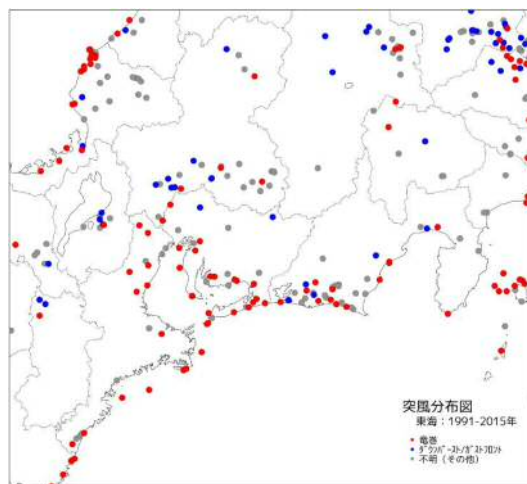 突風分布図
東海：1991-2015年
竜巻
ﾀﾞｳﾝﾊﾞｰｽﾄ/ｶﾞｽﾄﾌﾛﾝﾄ
不明（その他）